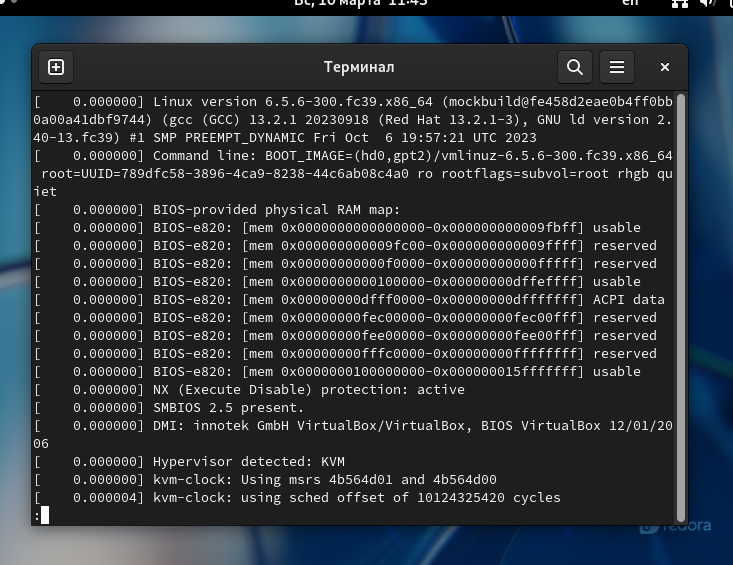 Вс, 10 марта 11:43
en
Терминал
[    0.000000] Linux version 6.5.6-300.fc39.x86_64 (mockbuild@fe458d2eae0b4ff0bb
0a00a41dbf9744) (gcc (GCC) 13.2.1 20230918 (Red Hat 13.2.1-3), GNU ld version 2.
40-13.fc39) #1 SMP PREEMPT_DYNAMIC Fri Oct  6 19:57:21 UTC 2023
[    0.000000] Command line: BOOT_IMAGE=(hd0,gpt2)/vmlinuz-6.5.6-300.fc39.x86_64
 root=UUID=789dfc58-3896-4ca9-8238-44c6ab08c4a0 ro rootflags=subvol=root rhgb qu
iet
[    0.000000] BIOS-provided physical RAM map:
[    0.000000] BIOS-e820: [mem 0x0000000000000000-0x000000000009fbff] usable
[    0.000000] BIOS-e820: [mem 0x000000000009fc00-0x000000000009ffff] reserved
[    0.000000] BIOS-e820: [mem 0x00000000000f0000-0x00000000000fffff] reserved
[    0.000000] BIOS-e820: [mem 0x0000000000100000-0x00000000dffeffff] usable
[    0.000000] BIOS-e820: [mem 0x00000000dfff0000-0x00000000dfffffff] ACPI data
[    0.000000] BIOS-e820: [mem 0x00000000fec00000-0x00000000fec00fff] reserved
[    0.000000] BIOS-e820: [mem 0x00000000fee00000-0x00000000fee00fff] reserved
[    0.000000] BIOS-e820: [mem 0x00000000fffc0000-0x00000000ffffffff] reserved
[    0.000000] BIOS-e820: [mem 0x0000000100000000-0x000000015fffffff] usable
[    0.000000] NX (Execute Disable) protection: active
[    0.000000] SMBIOS 2.5 present.
[    0.000000] DMI: innotek GmbH VirtualBox/VirtualBox, BIOS VirtualBox 12/01/20
06
[    0.000000] Hypervisor detected: KVM
[    0.000000] kvm-clock: Using msrs 4b564d01 and 4b564d00
[    0.000004] kvm-clock: using sched offset of 10124325420 cycles
:
fedora